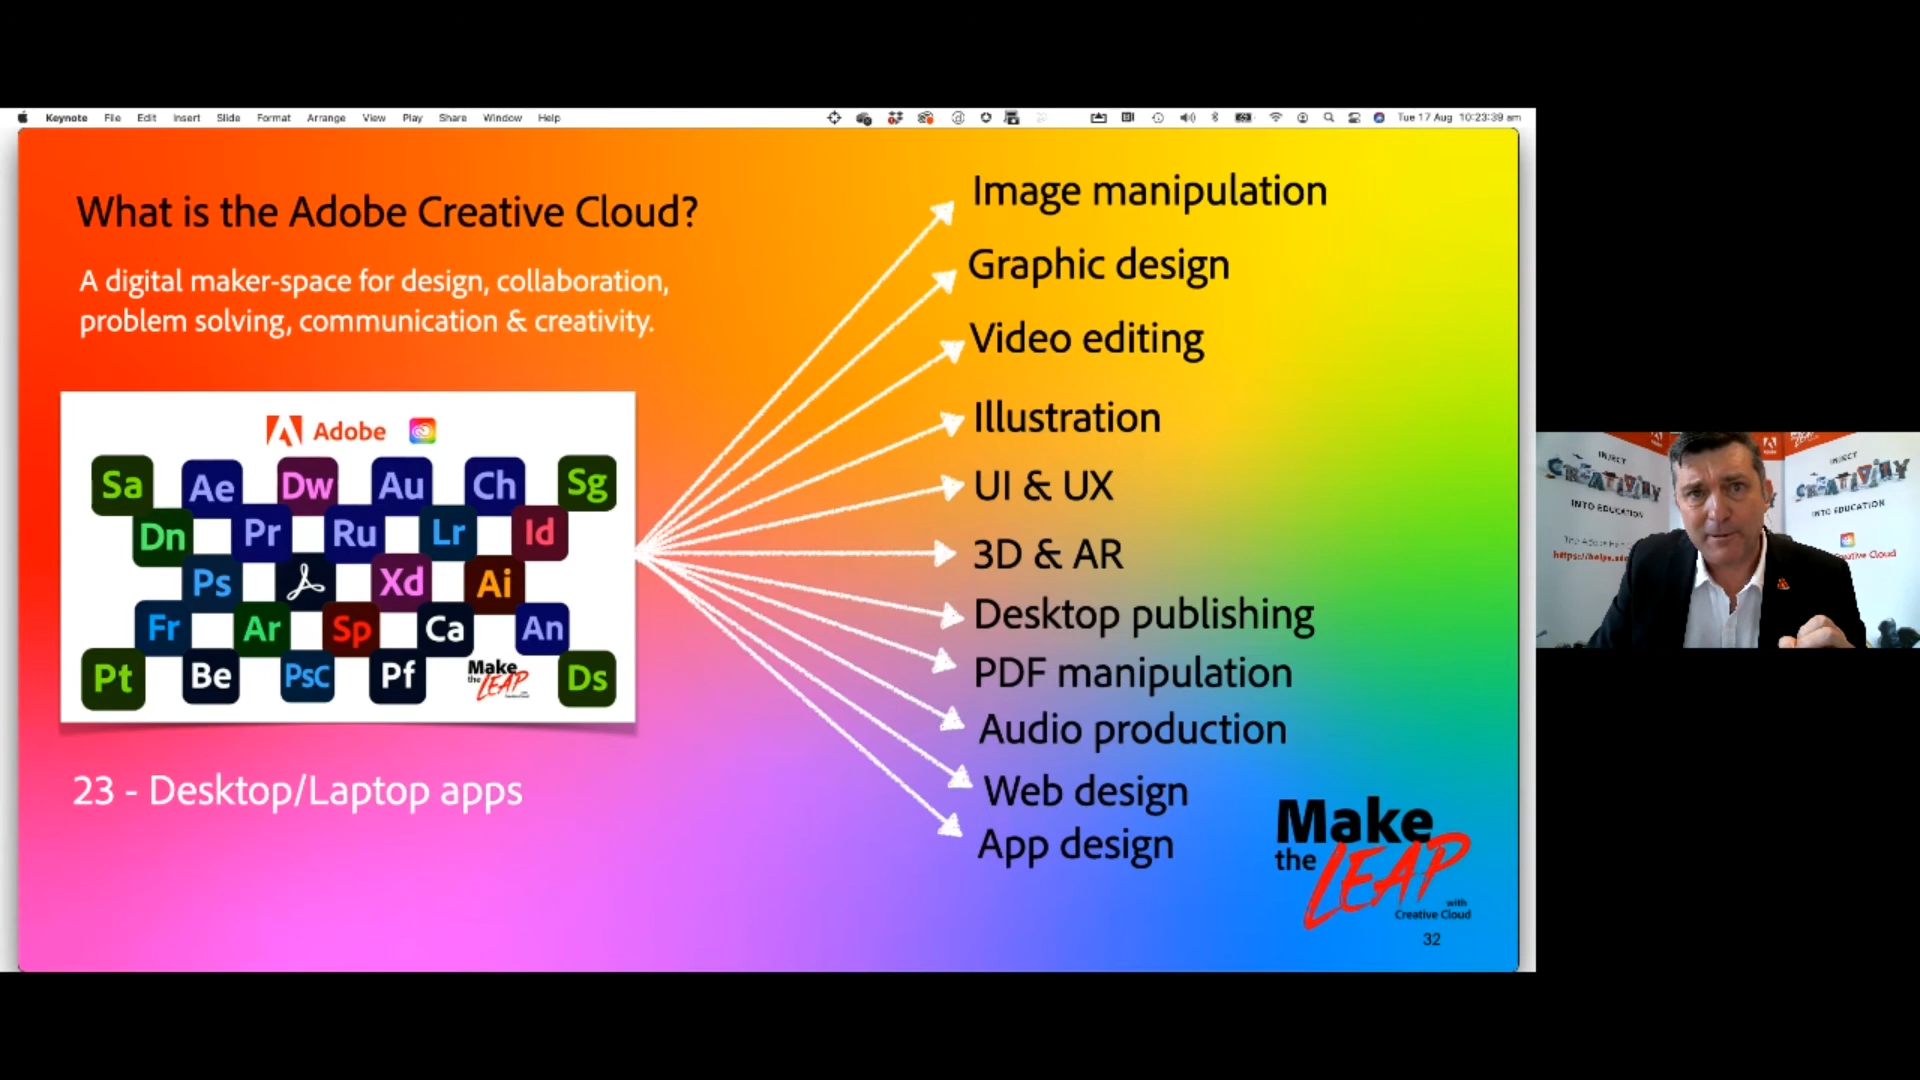 Keynote File Edit Insert Slide Format Arrange View Play Share Window Help
Tue 17 Aug 10:23:39 am
What is the Adobe Creative Cloud?
A digital maker-space for design, collaboration,
problem solving, communication & creativity.
Adobe
Sa Ae Dw Au Ch Sg
Dn Pr Ru Lr Id
Ps Xd Ai
Fr Ar Sp Ca An
Pt Be PsC Pf Ds
Make
the LEAP
23 - Desktop/Laptop apps
Image manipulation
Graphic design
Video editing
Illustration
UI & UX
3D & AR
Desktop publishing
PDF manipulation
Audio production
Web design
App design
Make
the LEAP
with
Creative Cloud
32
INJECT
CREATIVITY
INTO EDUCATION
INJECT
CREATIVITY
INTO EDUCATION
Cloud